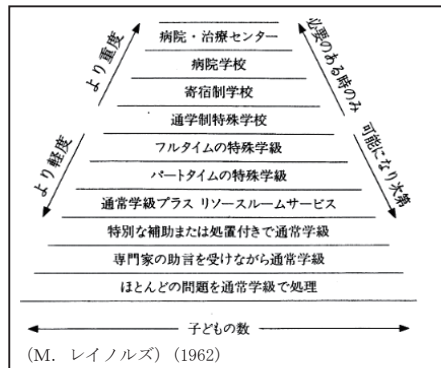 病院・治療センター
病院学校
寄宿制学校
通学制特殊学校
フルタイムの特殊学級
パートタイムの特殊学級
通常学級プラス リソースルームサービス
特別な補助または処置付きで通常学級
専門家の助言を受けながら通常学級
ほとんどの問題を通常学級で処理
より重度
より軽度
必要のある時のみ
可能になり次第
子どもの数
(M. レイノルズ) (1962)